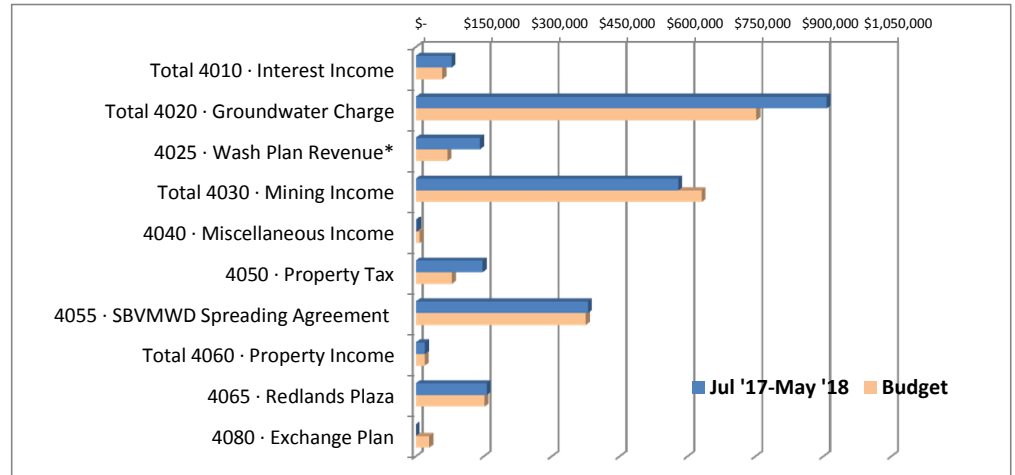 $- $150,000 $300,000 $450,000 $600,000 $750,000 $900,000 $1,050,000
Total 4010 · Interest Income
Total 4020 · Groundwater Charge
4025 · Wash Plan Revenue*
Total 4030 · Mining Income
4040 · Miscellaneous Income
4050 · Property Tax
4055 · SBVMWD Spreading Agreement
Total 4060 · Property Income
4065 · Redlands Plaza
4080 · Exchange Plan
Jul '17-May '18 Budget